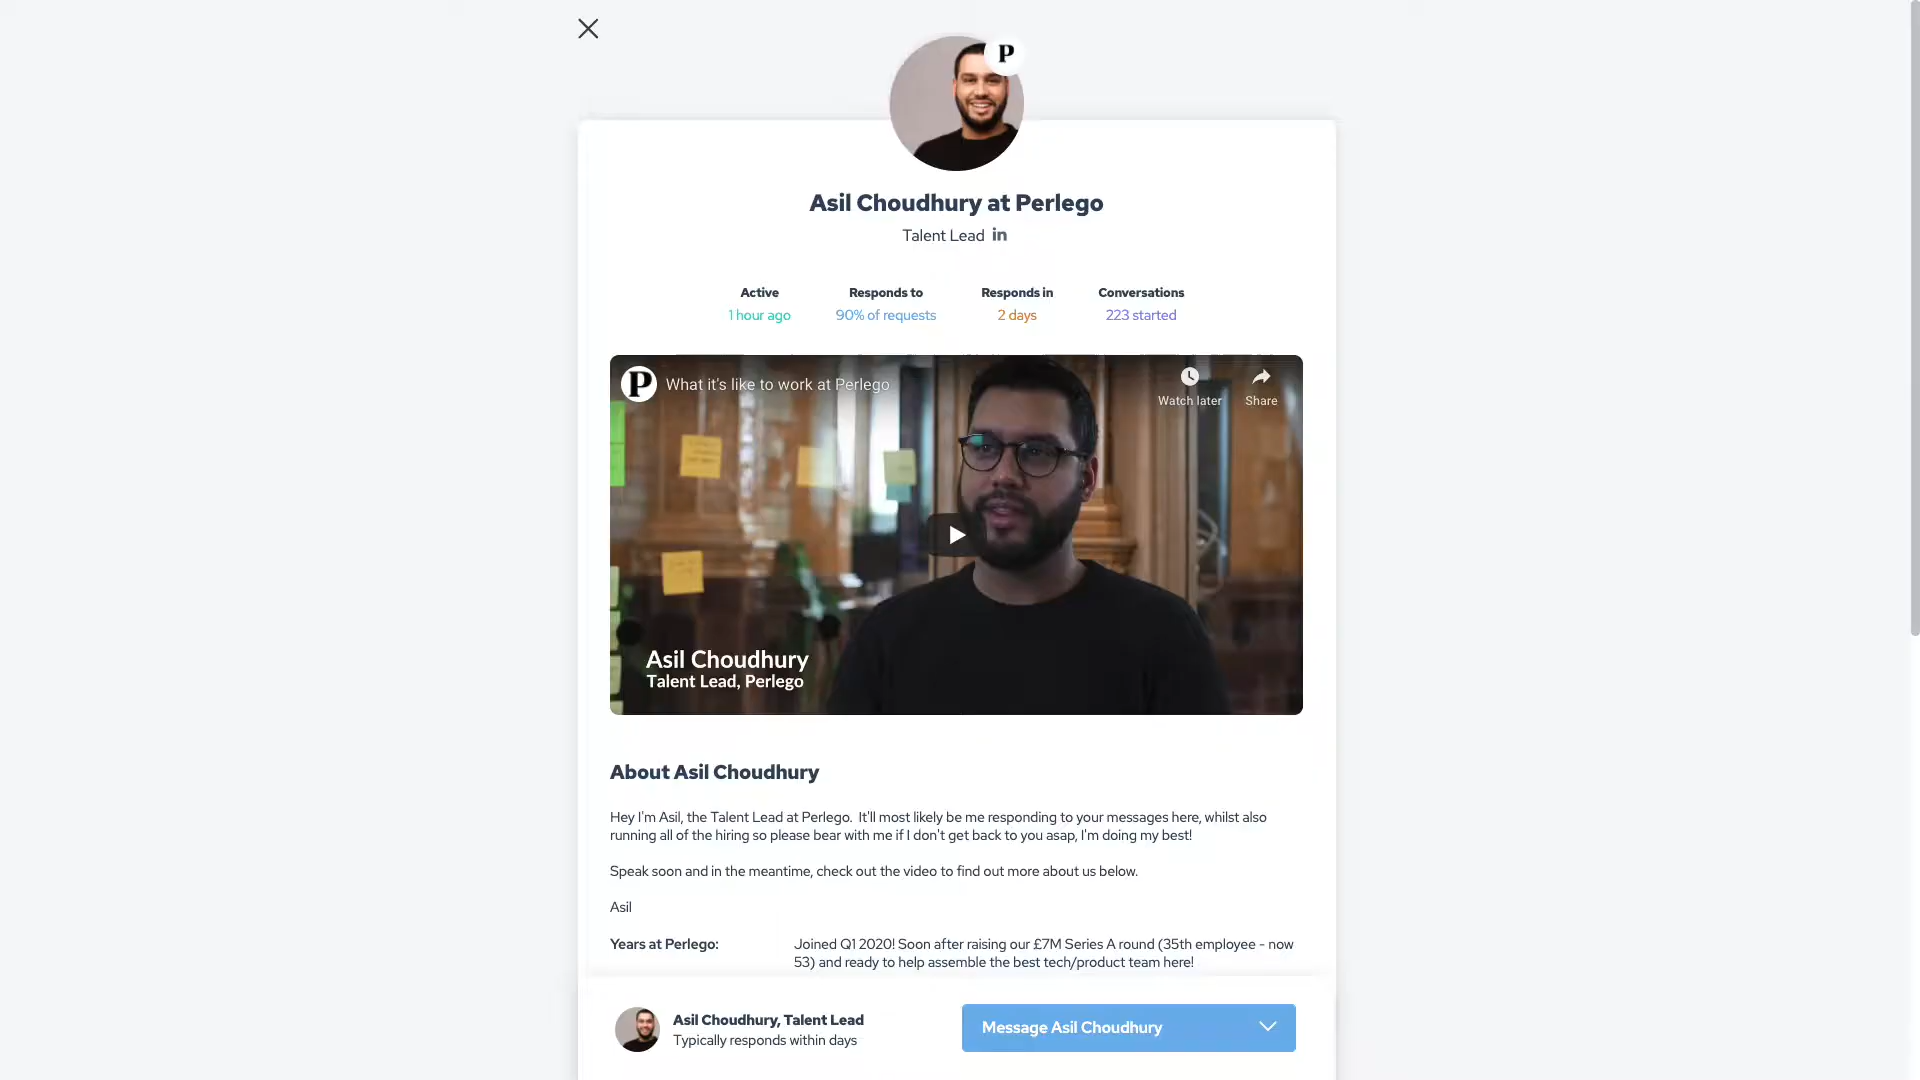 P
Asil Choudhury at Perlego
Talent Lead in
Active Responds to Responds in Conversations
1 hour ago 90% of requests 2 days 223 started
P What it's like to work at Perlego
Watch later Share
Asil Choudhury
Talent Lead, Perlego
About Asil Choudhury
Hey I'm Asil, the Talent Lead at Perlego. It'll most likely be me responding to your messages here, whilst also
running all of the hiring so please bear with me if I don't get back to you asap, I'm doing my best!
Speak soon and in the meantime, check out the video to find out more about us below.
Asil
Years at Perlego: Joined Q1 2020! Soon after raising our £7M Series A round (35th employee - now
53) and ready to help assemble the best tech/product team here!
Asil Choudhury, Talent Lead
Typically responds within days
Message Asil Choudhury